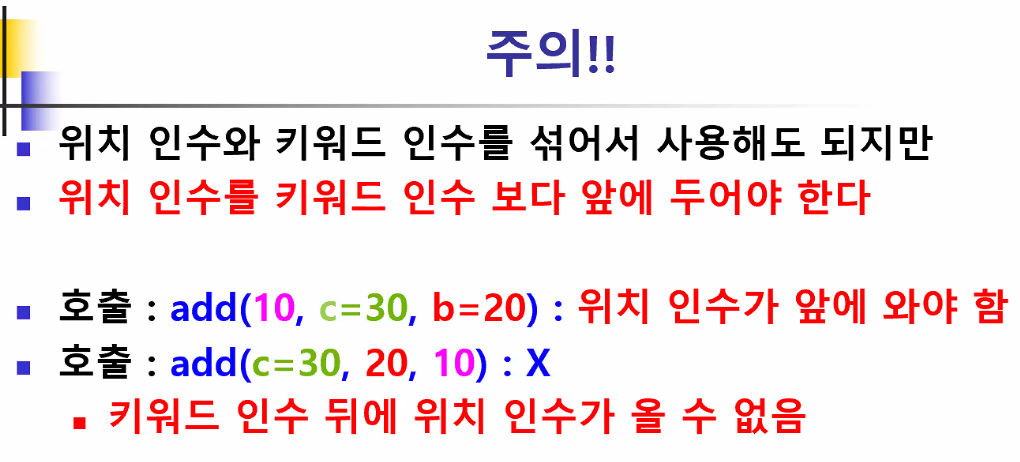 주의!!
위치 인수와 키워드 인수를 섞어서 사용해도 되지만
위치 인수를 키워드 인수 보다 앞에 두어야 한다
호출 : add(10, c=30, b=20) : 위치 인수가 앞에 와야 함
호출 : add(c=30, 20, 10) : X
키워드 인수 뒤에 위치 인수가 올 수 없음